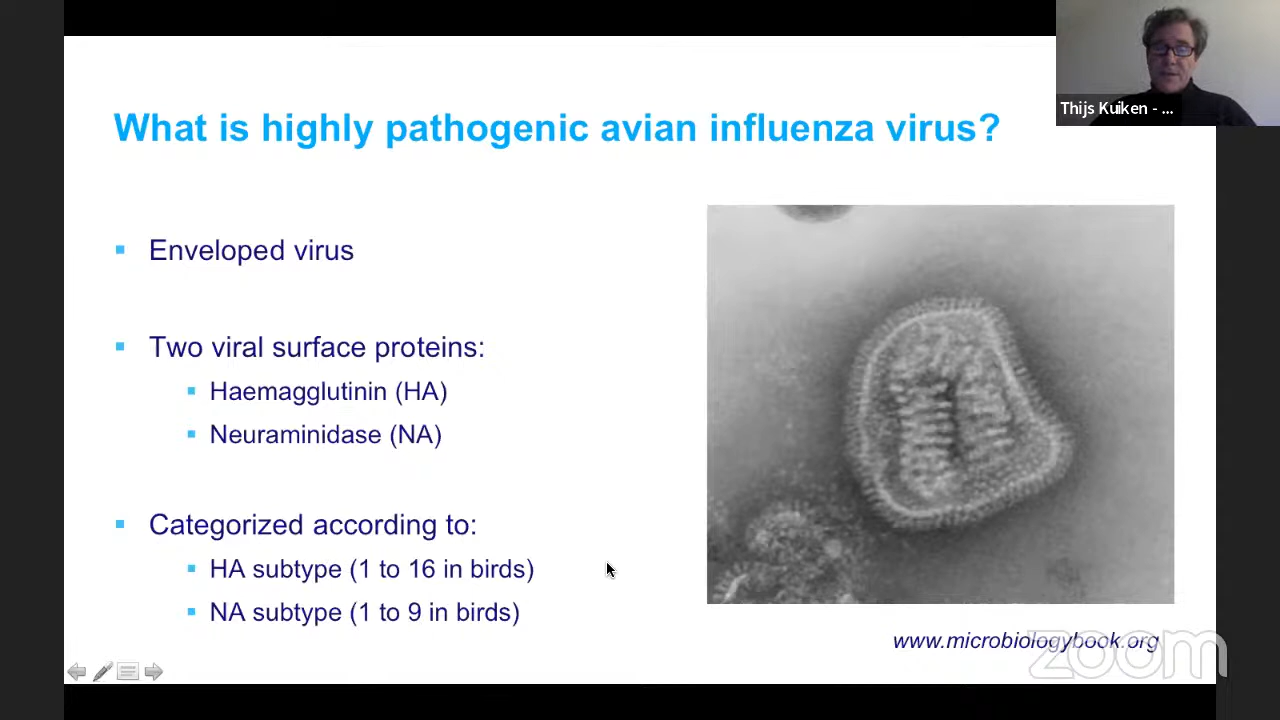 Thijs Kuiken - ...
What is highly pathogenic avian influenza virus?
Enveloped virus
Two viral surface proteins:
Haemagglutinin (HA)
Neuraminidase (NA)
Categorized according to:
HA subtype (1 to 16 in birds)
NA subtype (1 to 9 in birds)
www.microbiologybook.org
zoom